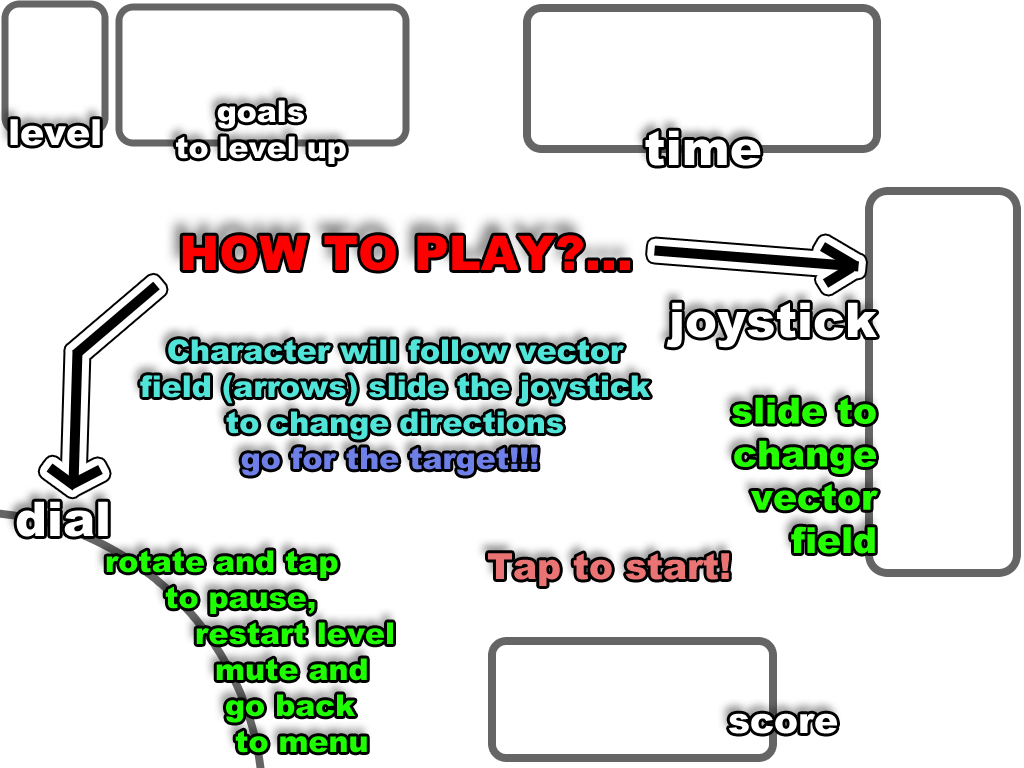 level
goals
to level up
time
HOW TO PLAY?...
joystick
Character will follow vector
field (arrows) slide the joystick
to change directions
go for the target!!!
slide to
change
vector
field
dial
rotate and tap
to pause,
restart level
mute and
go back
to menu
Tap to start!
score